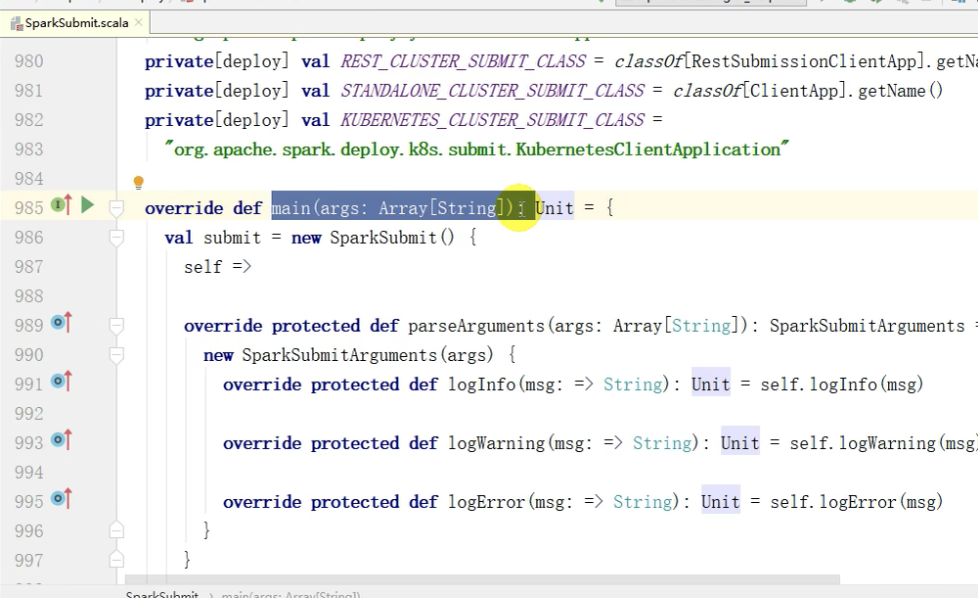 SparkSubmit.scala
980 private[deploy] val REST_CLUSTER_SUBMIT_CLASS = classOf[RestSubmissionClientApp].getNa
981 private[deploy] val STANDALONE_CLUSTER_SUBMIT_CLASS = classOf[ClientApp].getName()
982 private[deploy] val KUBERNETES_CLUSTER_SUBMIT_CLASS =
983 "org.apache.spark.deploy.k8s.submit.KubernetesClientApplication"
984
985 override def main(args: Array[String]): Unit = {
986 val submit = new SparkSubmit() {
987 self =>
988
989 override protected def parseArguments(args: Array[String]): SparkSubmitArguments =
990 new SparkSubmitArguments(args) {
991 override protected def logInfo(msg: => String): Unit = self.logInfo(msg)
992
993 override protected def logWarning(msg: => String): Unit = self.logWarning(msg)
994
995 override protected def logError(msg: => String): Unit = self.logError(msg)
996 }
997 }
SparkSubmit > main(args: Array[String])